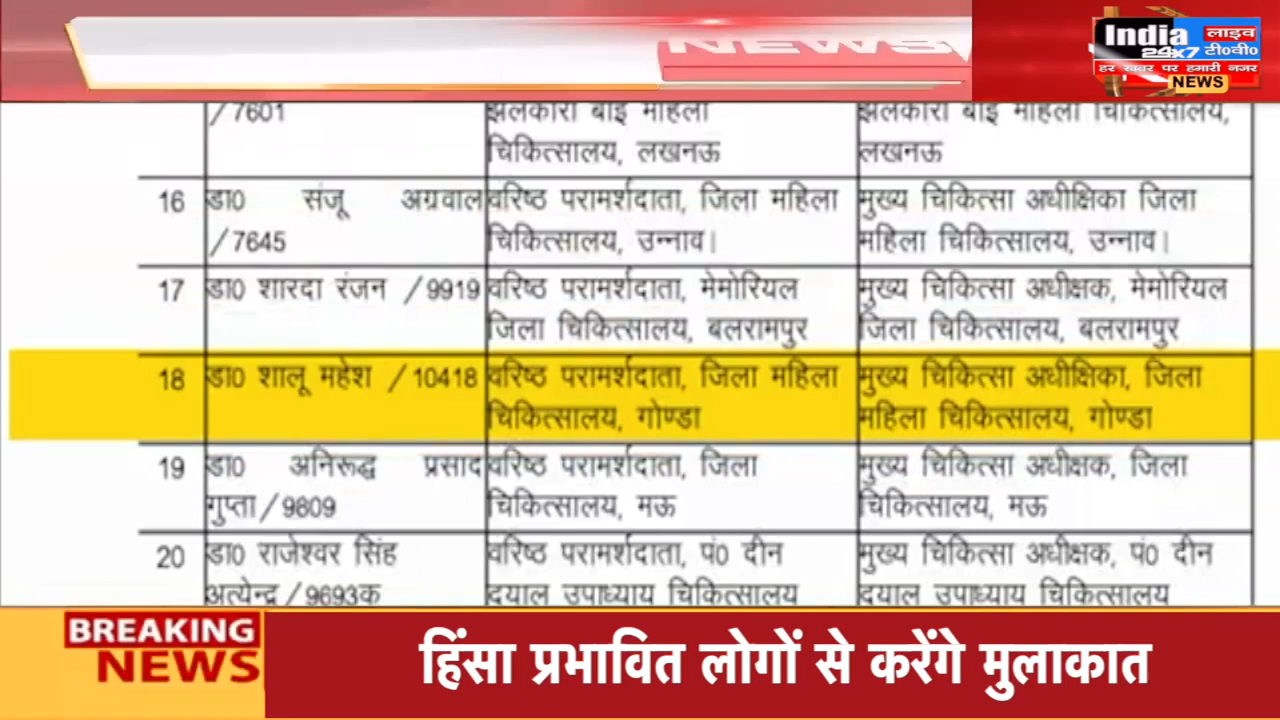 NEWS
India लाइव
24x7 टी0वी0
हर खबर पर हमारी नजर
NEWS
/7601
झलकारी बाई महिला
चिकित्सालय, लखनऊ
झलकारी बाई महिला चिकित्सालय,
लखनऊ
16
डा0 संजू अग्रवाल
/7645
वरिष्ठ परामर्शदाता, जिला महिला
चिकित्सालय, उन्नाव।
मुख्य चिकित्सा अधीक्षिका जिला
महिला चिकित्सालय, उन्नाव।
17
डा0 शारदा रंजन /9919
वरिष्ठ परामर्शदाता, मेमोरियल
जिला चिकित्सालय, बलरामपुर
मुख्य चिकित्सा अधीक्षक, मेमोरियल
जिला चिकित्सालय, बलरामपुर
18
डा0 शालू महेश /10418
वरिष्ठ परामर्शदाता, जिला महिला
चिकित्सालय, गोण्डा
मुख्य चिकित्सा अधीक्षिका, जिला
महिला चिकित्सालय, गोण्डा
19
डा0 अनिरूद्ध प्रसाद
गुप्ता/9809
वरिष्ठ परामर्शदाता, जिला
चिकित्सालय, मऊ
मुख्य चिकित्सा अधीक्षक, जिला
चिकित्सालय, मऊ
20
डा0 राजेश्वर सिंह
अत्येन्द्र/9693क
वरिष्ठ परामर्शदाता, पं0 दीन
दयाल उपाध्याय चिकित्सालय
मुख्य चिकित्सा अधीक्षक, पं0 दीन
दयाल उपाध्याय चिकित्सालय
BREAKING
NEWS
हिंसा प्रभावित लोगों से करेंगे मुलाकात